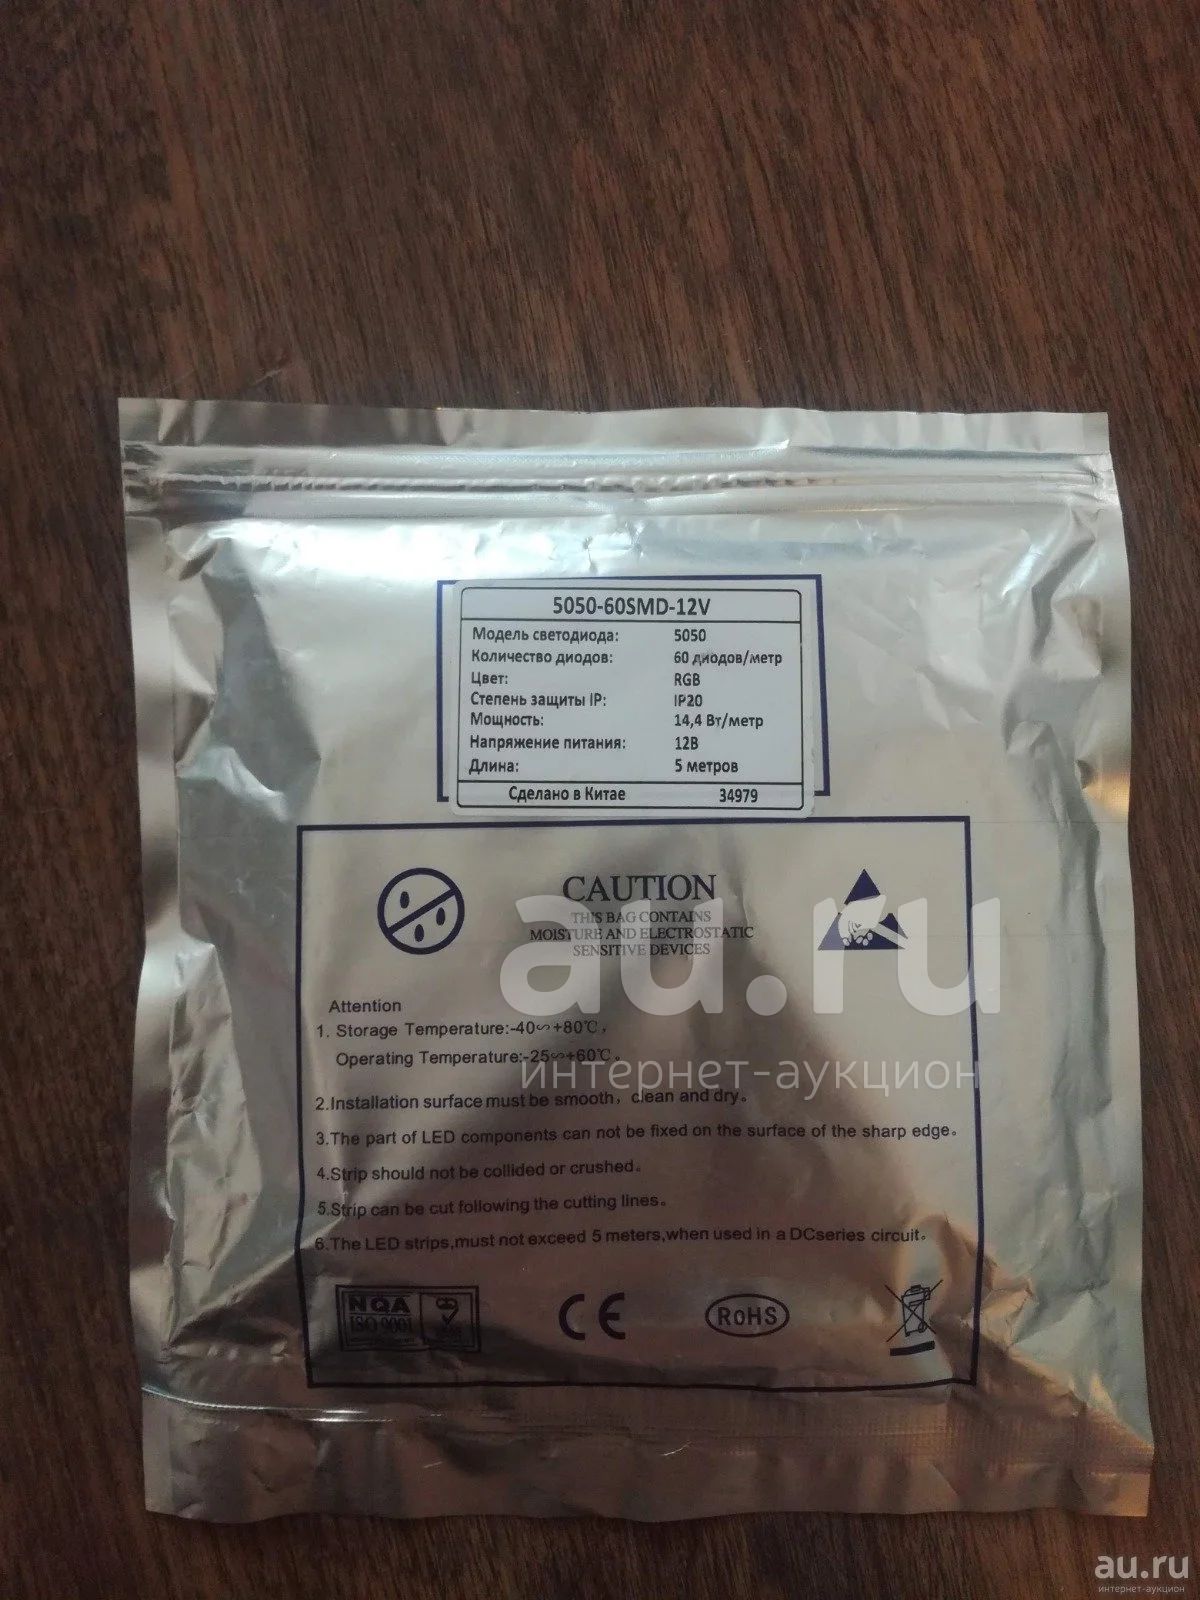 5050-60SMD-12V
Модель светодиода: 5050
Количество диодов: 60 диодов/метр
Цвет: RGB
Степень защиты IP: IP20
Мощность: 14,4 Вт/метр
Напряжение питания: 12В
Длина: 5 метров
Сделано в Китае 34979
CAUTION
THIS BAG CONTAINS
MOISTURE AND ELECTROSTATIC
SENSITIVE DEVICES
au.ru
интернет-аукцион
Attention
1. Storage Temperature:-40∽+80℃,
Operating Temperature:-25∽+60℃。
2.Installation surface must be smooth, clean and dry。
3.The part of LED components can not be fixed on the surface of the sharp edge。
4.Strip should not be collided or crushed。
5.Strip can be cut following the cutting lines。
6.The LED strips,must not exceed 5 meters,when used in a DCseries circuit。
NQA
ISO 9001
CE
RoHS
au.ru
интернет-аукцион